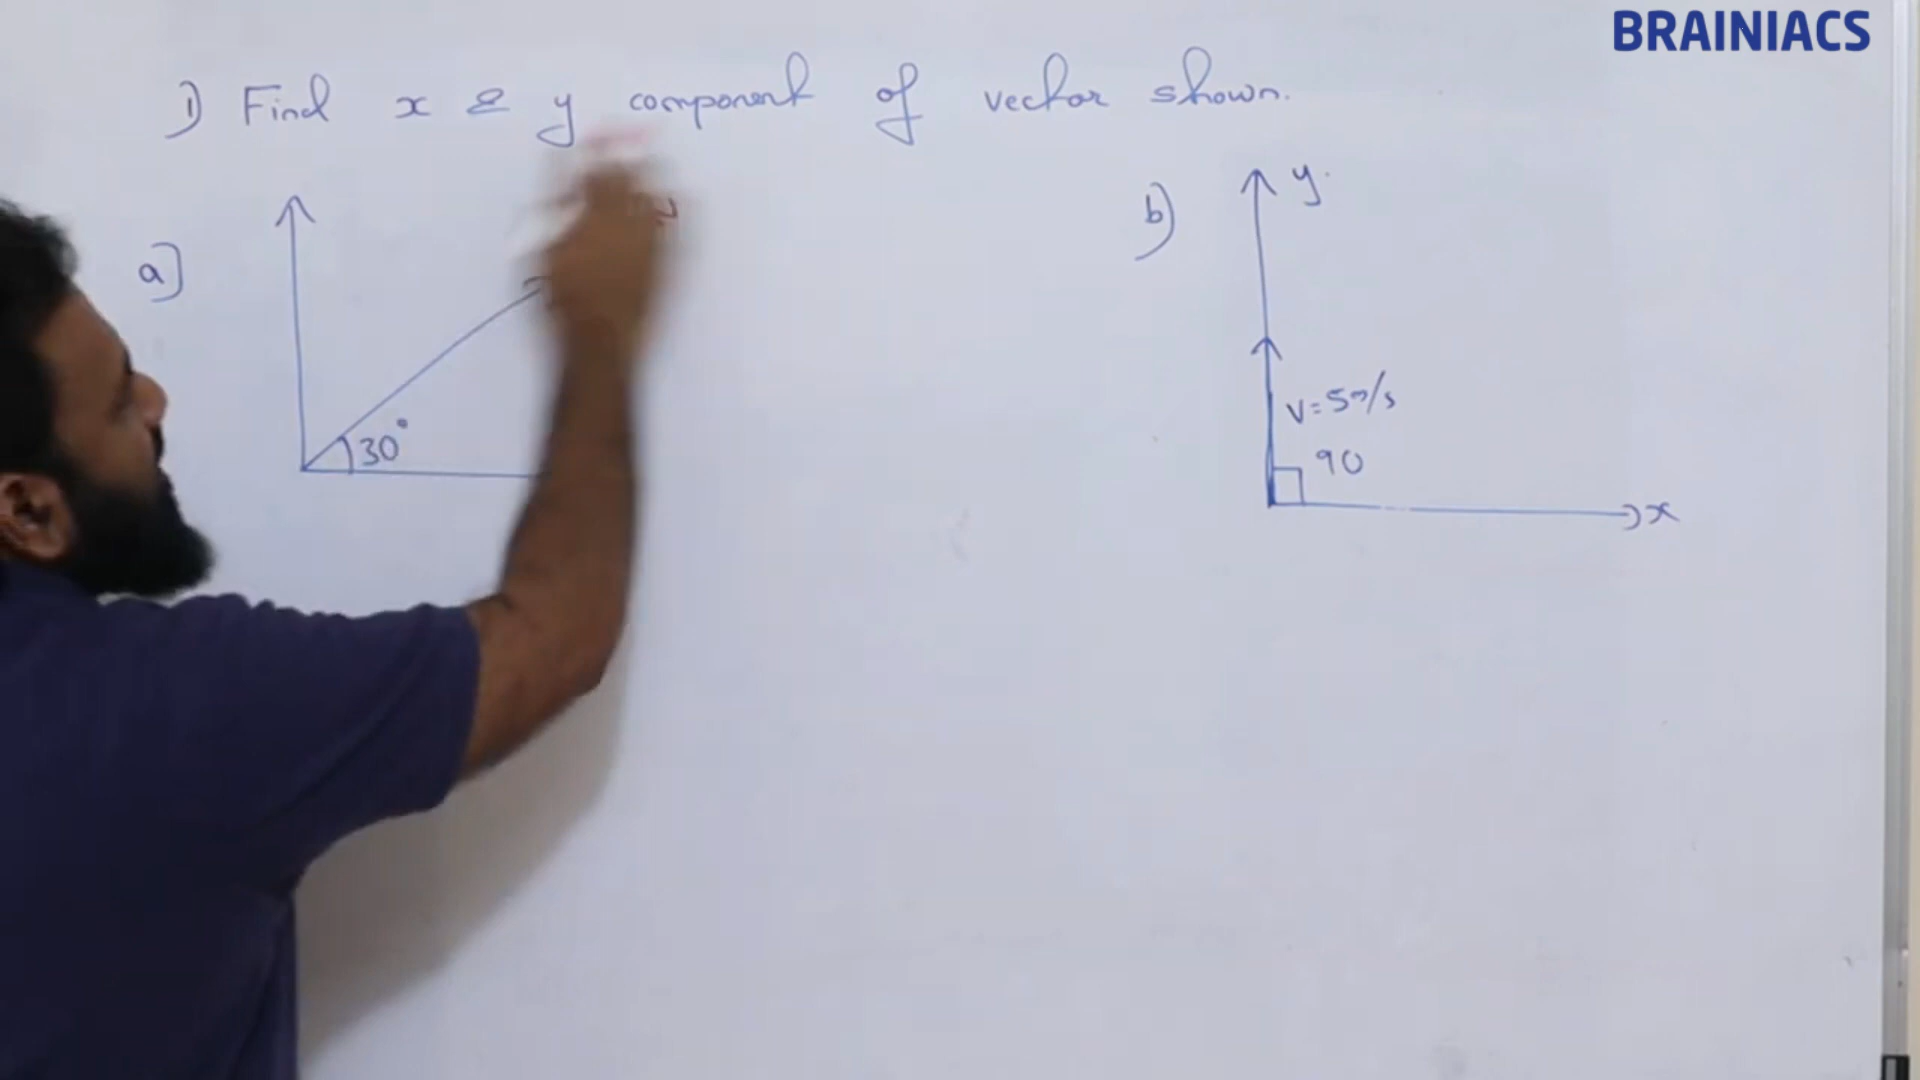 BRAINIACS
1) Find x & y component of vector shown.
a)
30°
b)
y
V=5m/s
90
x